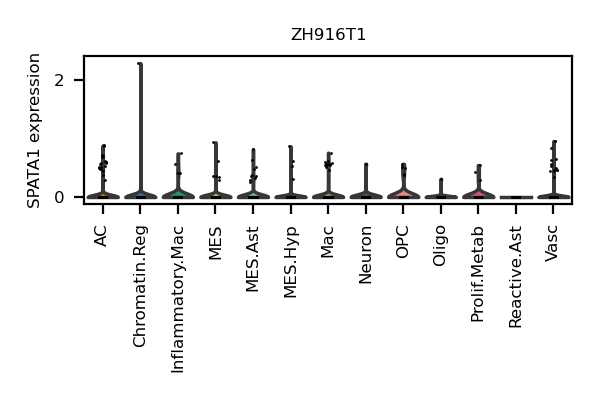 ZH916T1
SPATA1 expression
2
0
AC
Chromatin.Reg
Inflammatory.Mac
MES
MES.Ast
MES.Hyp
Mac
Neuron
OPC
Oligo
Prolif.Metab
Reactive.Ast
Vasc